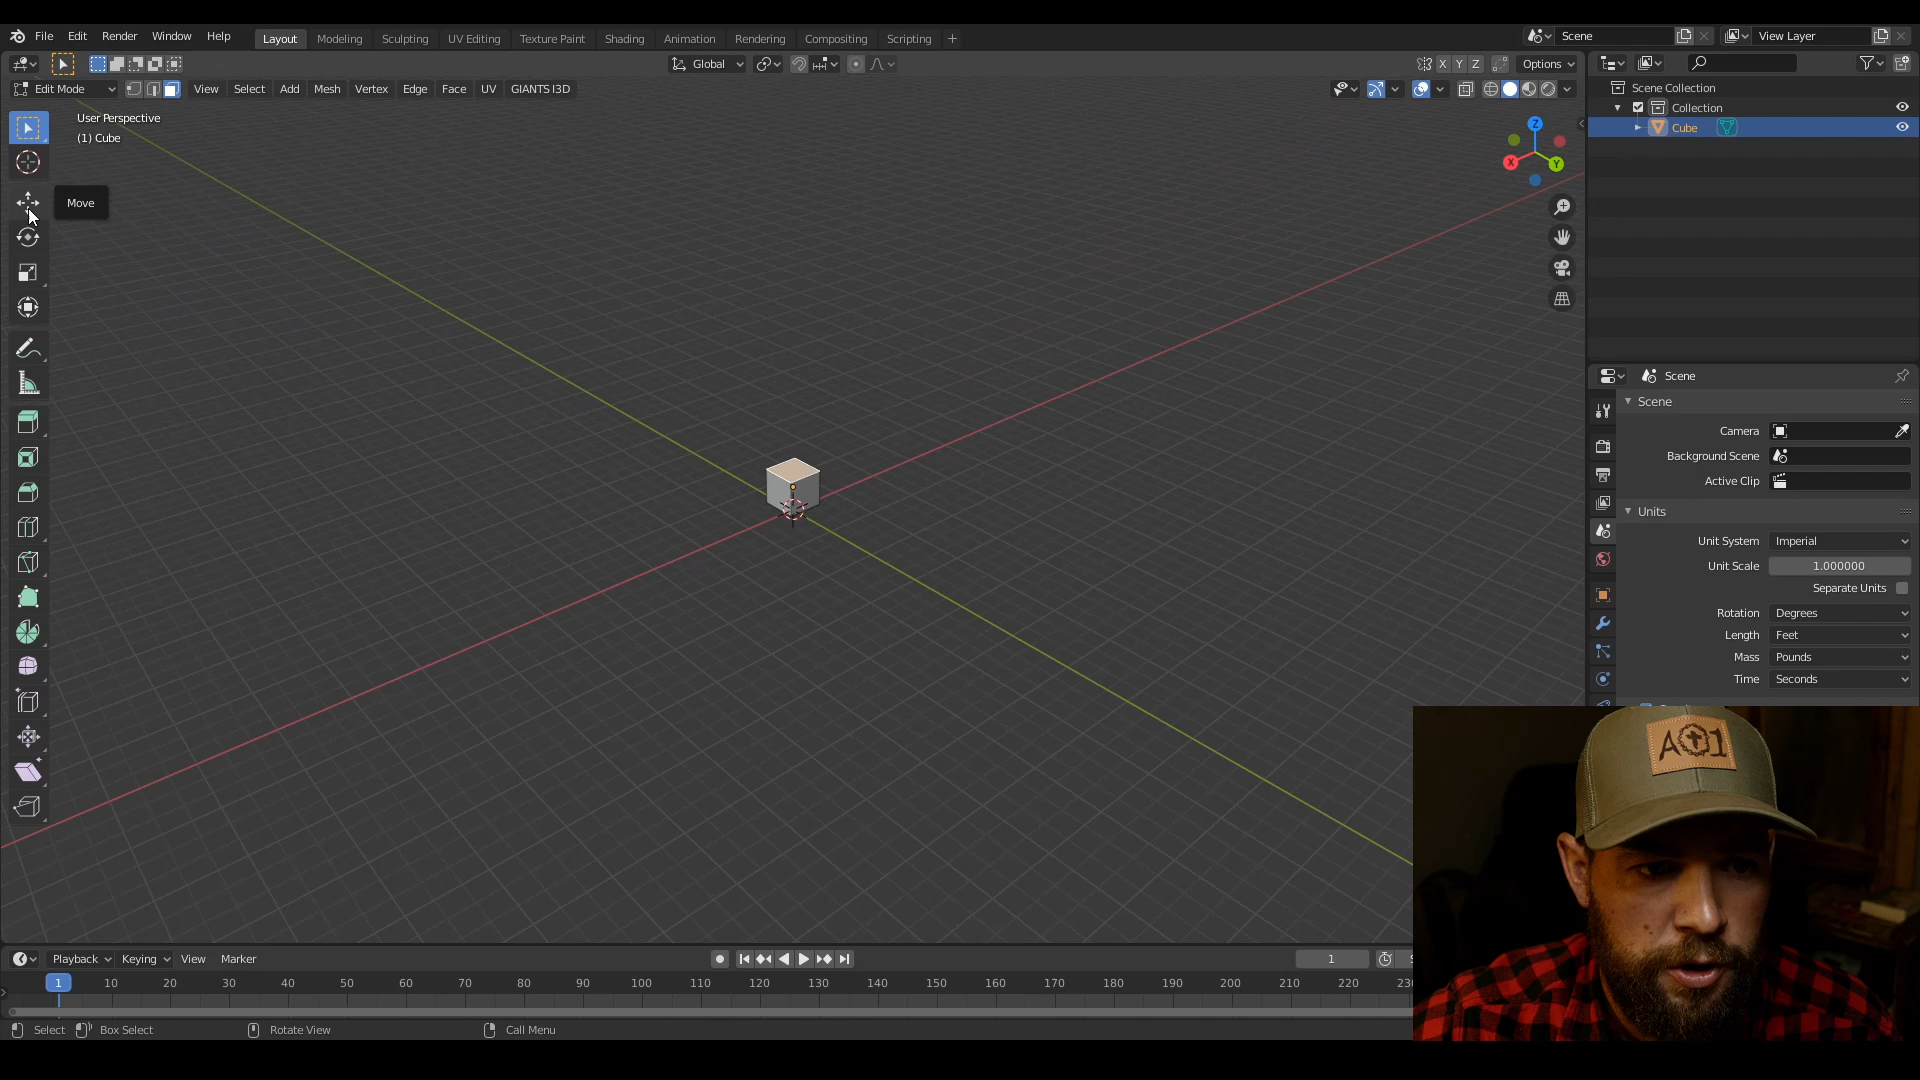 File Edit Render Window Help Layout Modeling Sculpting UV Editing Texture Paint Shading Animation Rendering Compositing Scripting + Scene View Layer
Global X Y Z Options
Edit Mode View Select Add Mesh Vertex Edge Face UV GIANTS I3D
User Perspective
(1) Cube
Move
Z
X
Y
Scene Collection
Collection
Cube
Scene
Scene
Camera
Background Scene
Active Clip
Units
Unit System Imperial
Unit Scale 1.000000
Separate Units
Rotation Degrees
Length Feet
Mass Pounds
Time Seconds
Playback Keying View Marker 1
1 10 20 30 40 50 60 70 80 90 100 110 120 130 140 150 160 170 180 190 200 210 220
Select Box Select Rotate View Call Menu